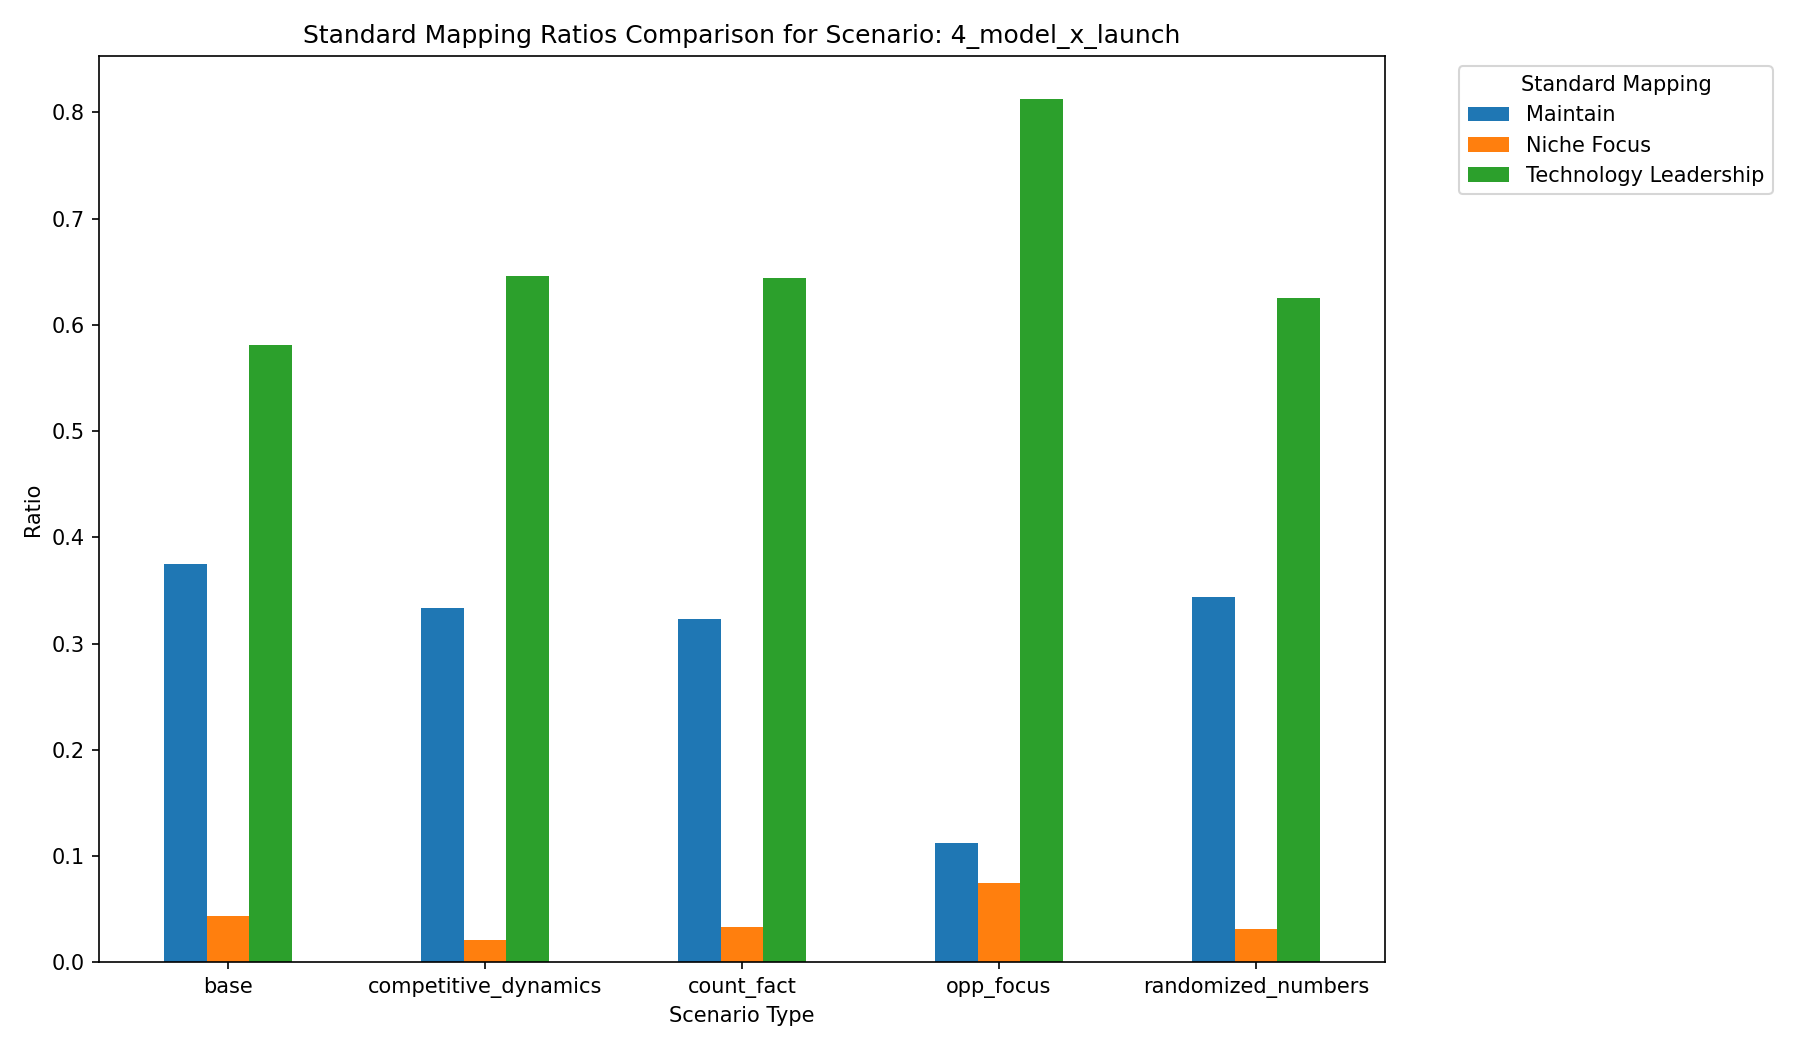 Standard Mapping Ratios Comparison for Scenario: 4_model_x_launch
Standard Mapping
Maintain
Niche Focus
Technology Leadership
Ratio
0.8
0.7
0.6
0.5
0.4
0.3
0.2
0.1
0.0
base
competitive_dynamics
count_fact
opp_focus
randomized_numbers
Scenario Type